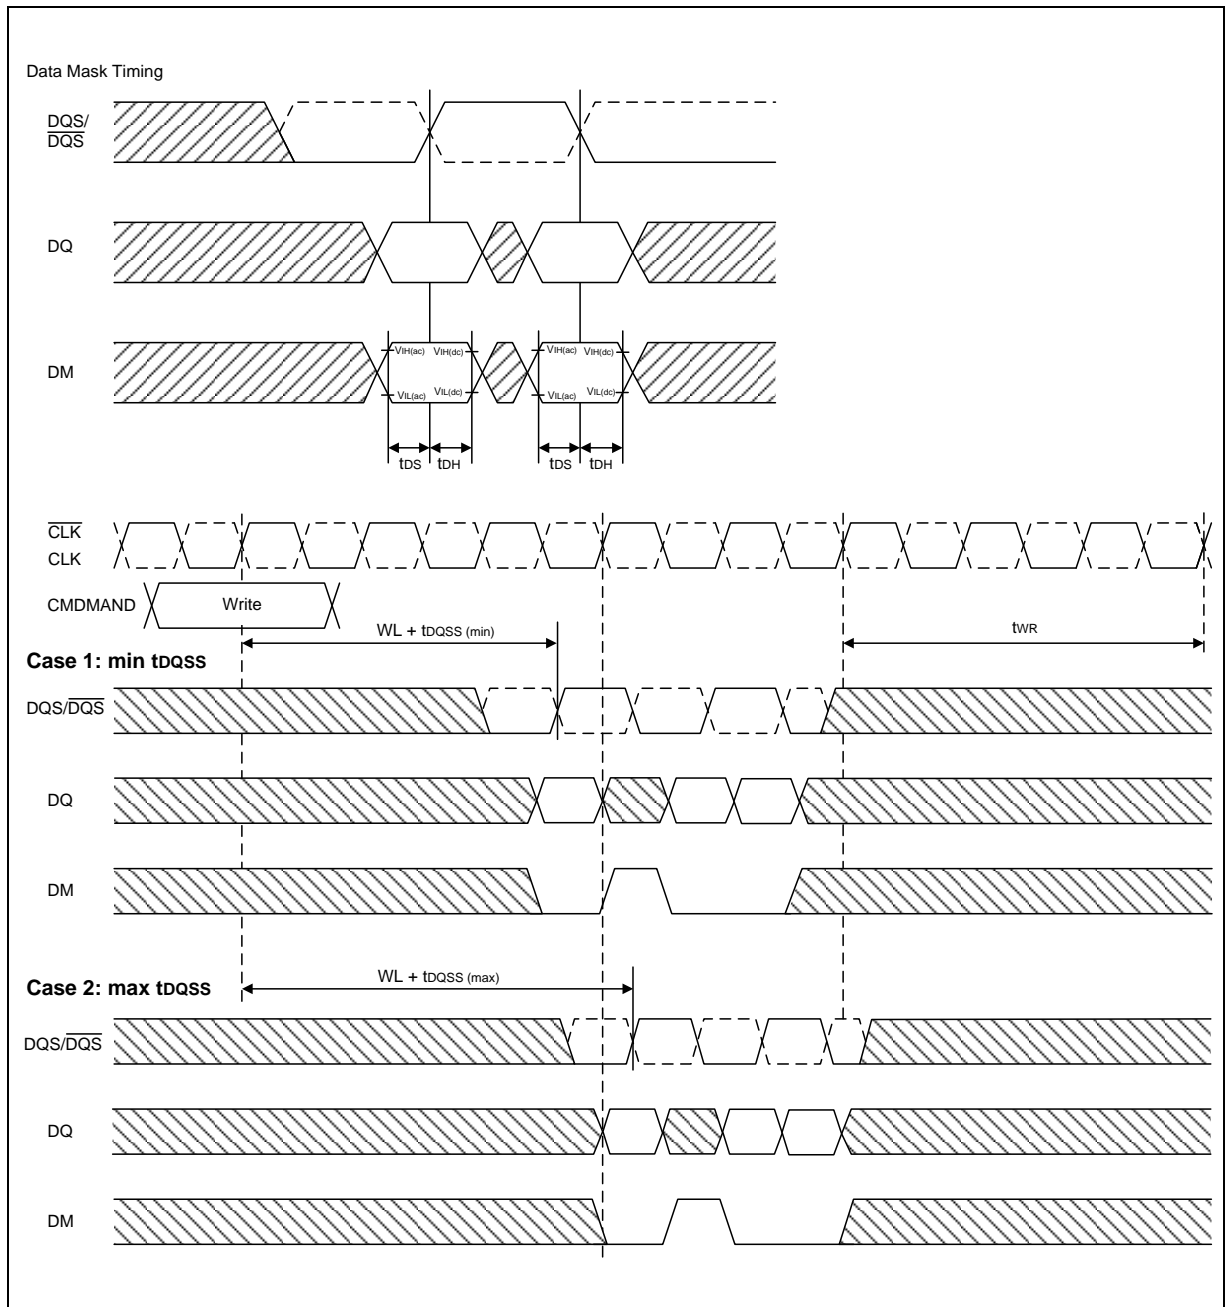 Data Mask Timing
DQS/
DQS
DQ
DM
VIH(ac) VIH(dc) VIH(ac) VIH(dc)
VIL(ac) VIL(dc) VIL(ac) VIL(dc)
tDS tDH tDS tDH
CLK
CLK
CMDMAND Write
WL + tDQSS (min) tWR
Case 1: min tDQSS
DQS/DQS
DQ
DM
WL + tDQSS (max)
Case 2: max tDQSS
DQS/DQS
DQ
DM